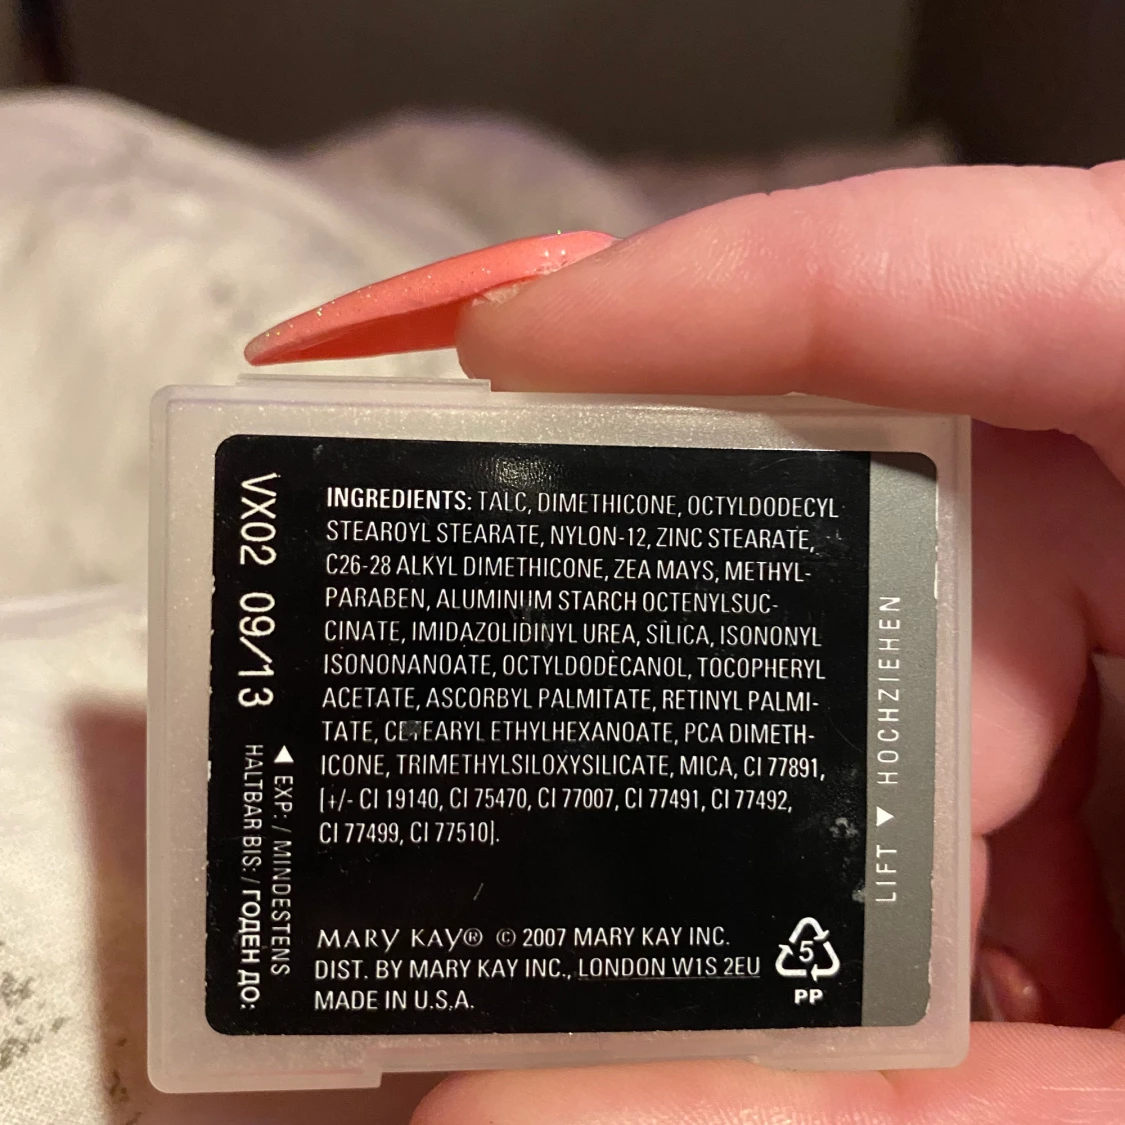 INGREDIENTS: TALC, DIMETHICONE, OCTYLDODECYL
STEAROYL STEARATE, NYLON-12, ZINC STEARATE,
C26-28 ALKYL DIMETHICONE, ZEA MAYS, METHYL-
PARABEN, ALUMINUM STARCH OCTENYLSUC-
CINATE, IMIDAZOLIDINYL UREA, SILICA, ISONONYL
ISONONANOATE, OCTYLDODECANOL, TOCOPHERYL
ACETATE, ASCORBYL PALMITATE, RETINYL PALMI-
TATE, CETEARYL ETHYLHEXANOATE, PCA DIMETH-
ICONE, TRIMETHYLSILOXYSILICATE, MICA, CI 77891,
[+/- CI 19140, CI 75470, CI 77007, CI 77491, CI 77492,
CI 77499, CI 77510].
MARY KAY® © 2007 MARY KAY INC.
DIST. BY MARY KAY INC., LONDON W1S 2EU
MADE IN U.S.A.
5
PP
VX02 09/13
◀ EXP: / MINDESTENS
HALTBAR BIS: / ГОДЕН ДО:
LIFT ▼ HOCHZIEHEN